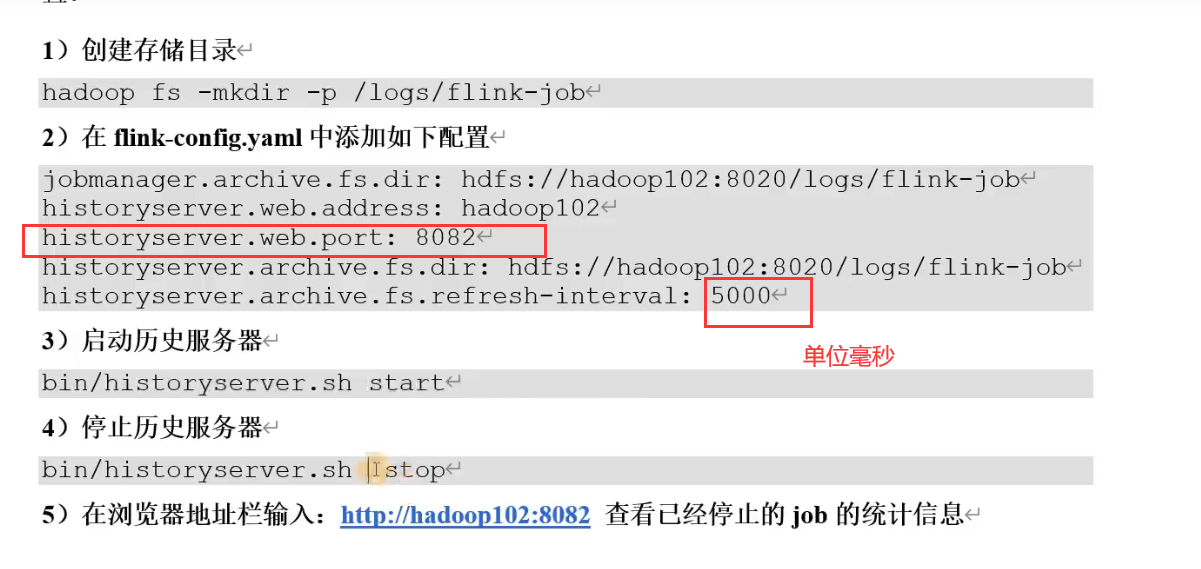 1）创建存储目录↵
hadoop fs -mkdir -p /logs/flink-job↵
2）在 flink-config.yaml 中添加如下配置↵
jobmanager.archive.fs.dir: hdfs://hadoop102:8020/logs/flink-job↵
historyserver.web.address: hadoop102↵
historyserver.web.port: 8082↵
historyserver.archive.fs.dir: hdfs://hadoop102:8020/logs/flink-job↵
historyserver.archive.fs.refresh-interval: 5000↵
单位毫秒
3）启动历史服务器↵
bin/historyserver.sh start↵
4）停止历史服务器↵
bin/historyserver.sh stop↵
5）在浏览器地址栏输入：http://hadoop102:8082 查看已经停止的 job 的统计信息↵